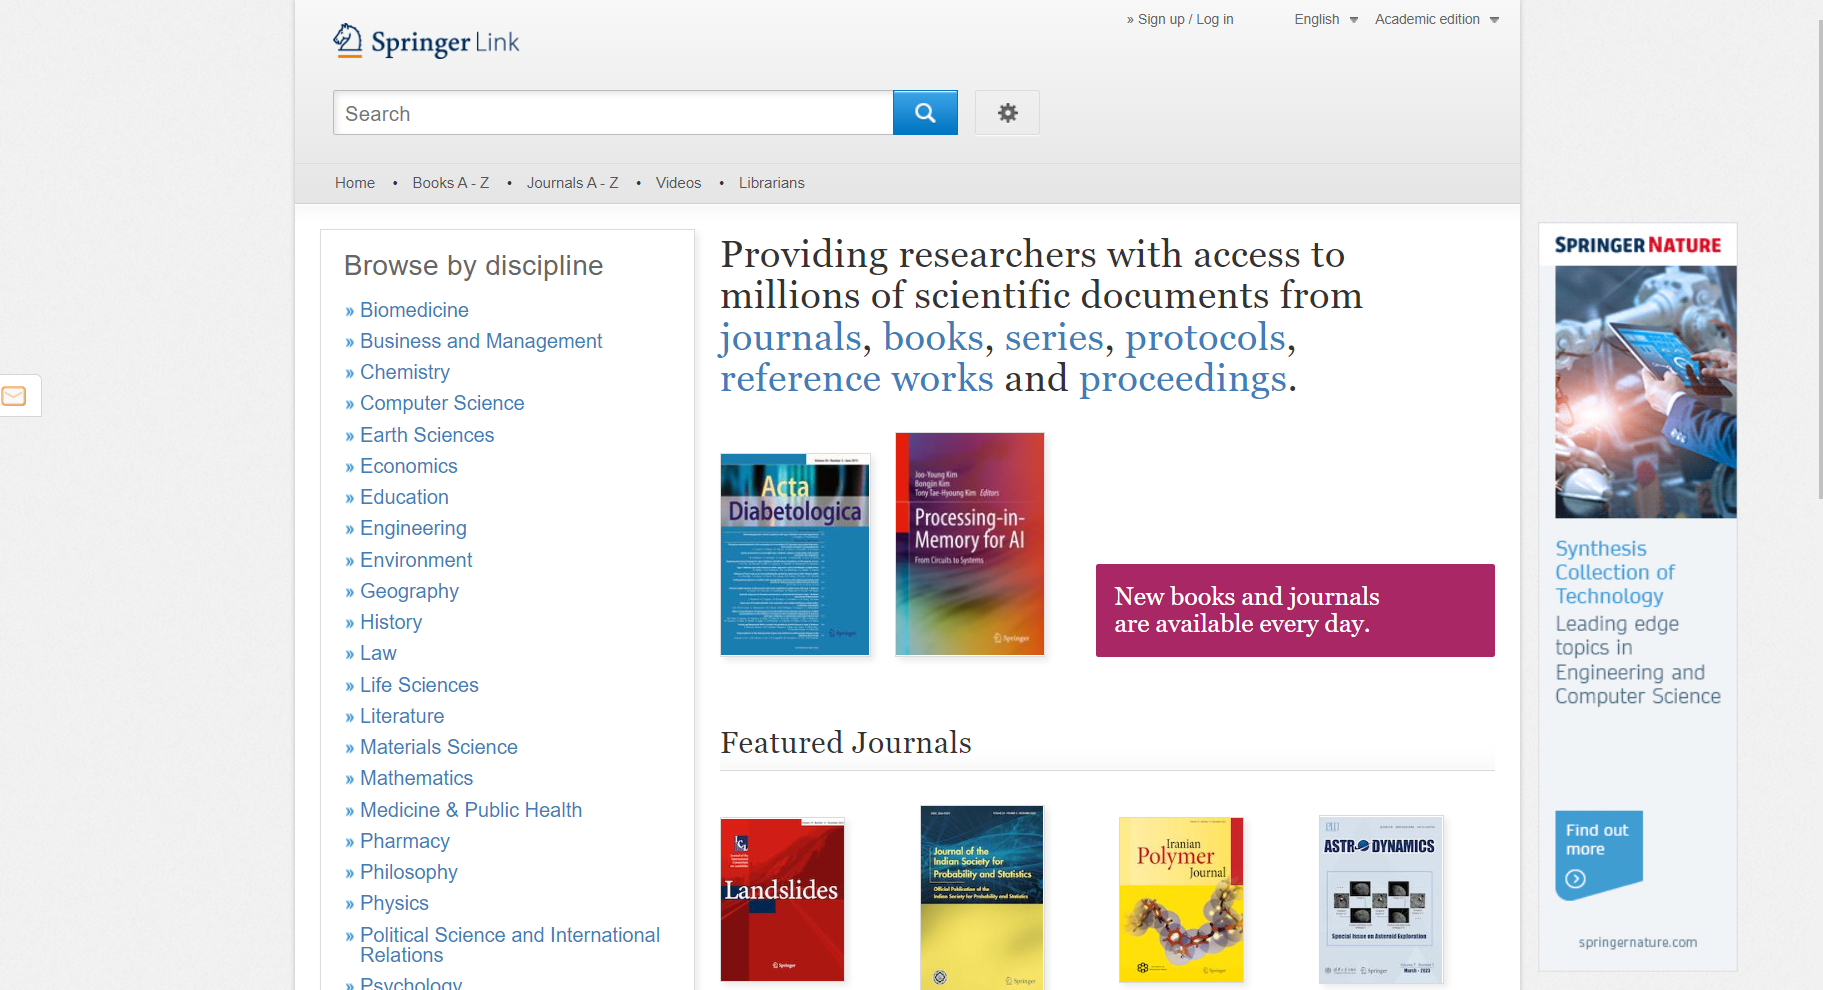 » Sign up / Log in
English
Academic edition
Springer Link
Search
Home • Books A - Z • Journals A - Z • Videos • Librarians
Browse by discipline
» Biomedicine
» Business and Management
» Chemistry
» Computer Science
» Earth Sciences
» Economics
» Education
» Engineering
» Environment
» Geography
» History
» Law
» Life Sciences
» Literature
» Materials Science
» Mathematics
» Medicine & Public Health
» Pharmacy
» Philosophy
» Physics
» Political Science and International
Relations
» Psychology
Providing researchers with access to
millions of scientific documents from
journals, books, series, protocols,
reference works and proceedings.
Acta
Diabetologica
Springer
Joo-Young Kim
Bongjin Kim
Tony Tae-Hyoung Kim Editors
Processing-in-
Memory for AI
From Circuits to Systems
Springer
New books and journals
are available every day.
Featured Journals
Landslides
Springer
Journal of the
Indian Society for
Probability and Statistics
Official Publication of the
Indian Society for Probability and Statistics
Springer
Iranian
Polymer
Journal
Springer
ASTRODYNAMICS
Special Issue on Asteroid Exploration
Springer
March - 2023
SPRINGER NATURE
Synthesis
Collection of
Technology
Leading edge
topics in
Engineering and
Computer Science
Find out
more
springernature.com